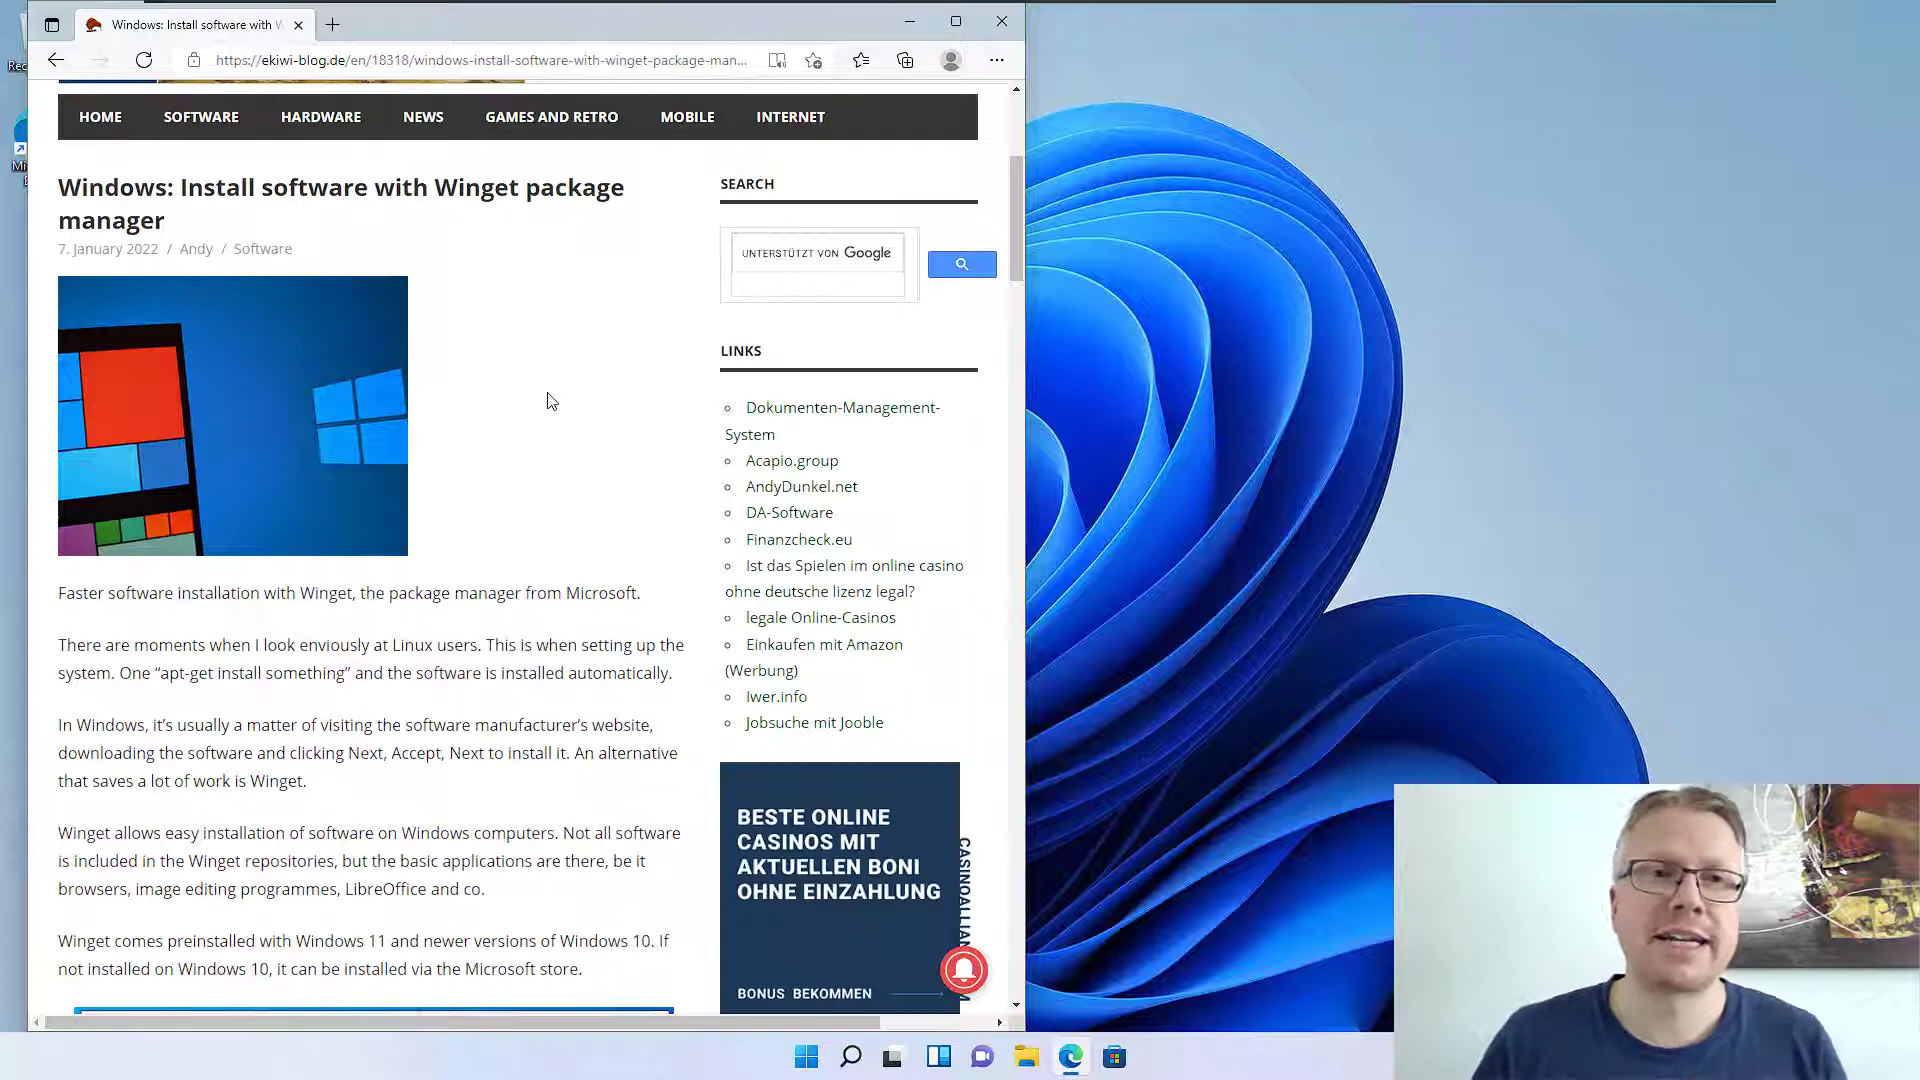 Windows: Install software with W
https://ekiwi-blog.de/en/18318/windows-install-software-with-winget-package-man...
HOME SOFTWARE HARDWARE NEWS GAMES AND RETRO MOBILE INTERNET
Windows: Install software with Winget package
manager
7. January 2022 / Andy / Software
Faster software installation with Winget, the package manager from Microsoft.
There are moments when I look enviously at Linux users. This is when setting up the
system. One “apt-get install something” and the software is installed automatically.
In Windows, it’s usually a matter of visiting the software manufacturer’s website,
downloading the software and clicking Next, Accept, Next to install it. An alternative
that saves a lot of work is Winget.
Winget allows easy installation of software on Windows computers. Not all software
is included in the Winget repositories, but the basic applications are there, be it
browsers, image editing programmes, LibreOffice and co.
Winget comes preinstalled with Windows 11 and newer versions of Windows 10. If
not installed on Windows 10, it can be installed via the Microsoft store.
SEARCH
UNTERSTÜTZT VON Google
LINKS
Dokumenten-Management-
System
Acapio.group
AndyDunkel.net
DA-Software
Finanzcheck.eu
Ist das Spielen im online casino
ohne deutsche lizenz legal?
legale Online-Casinos
Einkaufen mit Amazon
(Werbung)
Iwer.info
Jobsuche mit Jooble
BESTE ONLINE
CASINOS MIT
AKTUELLEN BONI
OHNE EINZAHLUNG
BONUS BEKOMMEN